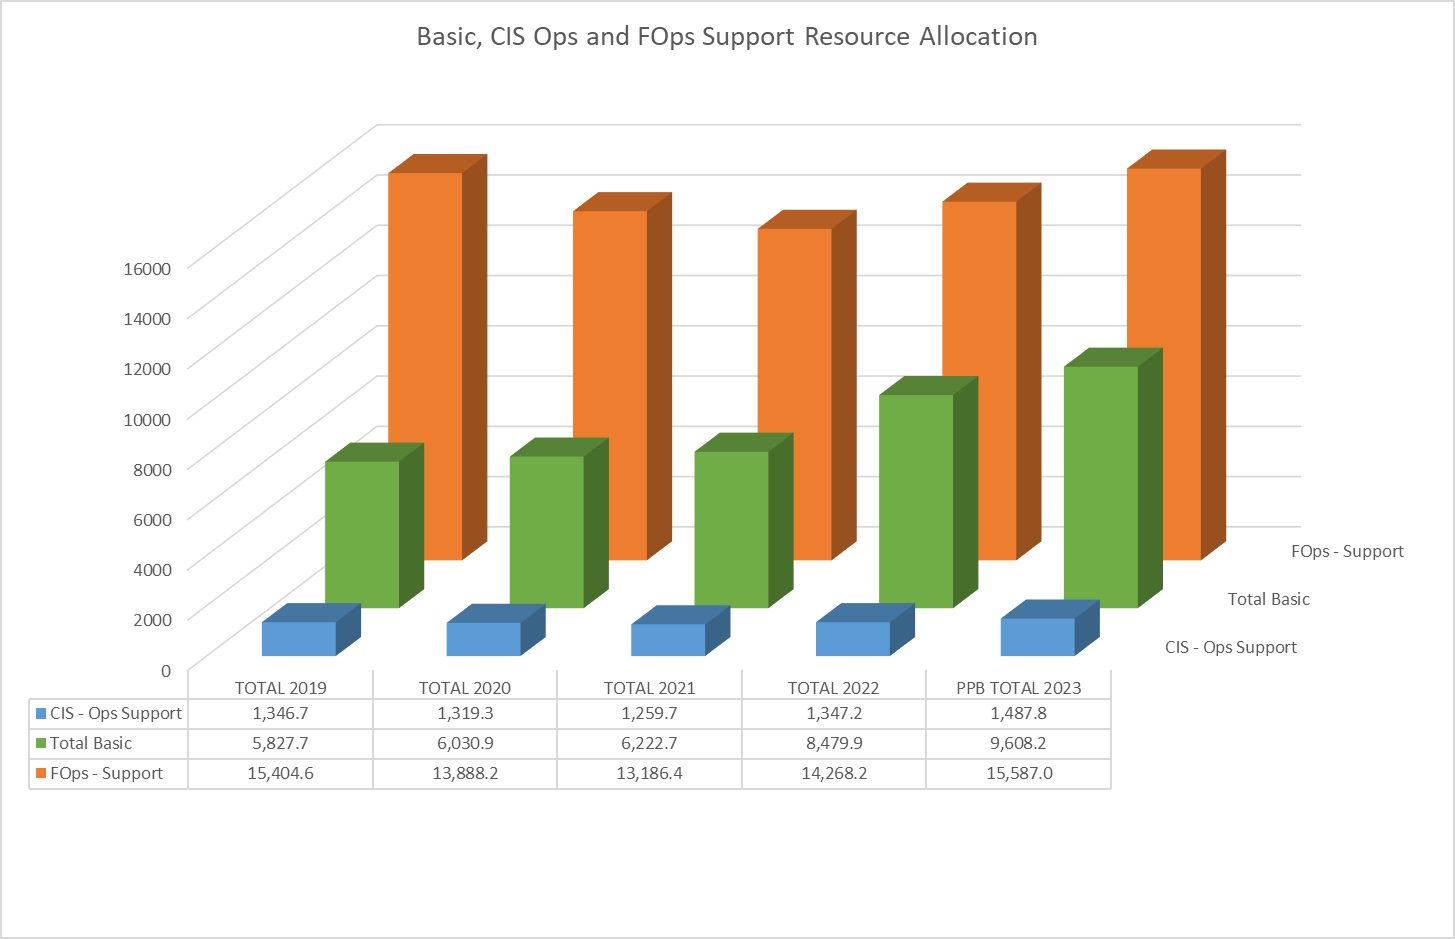 Basic, CIS Ops and FOps Support Resource Allocation
16000
14000
12000
10000
8000
6000
4000
2000
0
FOps - Support
Total Basic
CIS - Ops Support
TOTAL 2019 TOTAL 2020 TOTAL 2021 TOTAL 2022 PPB TOTAL 2023
CIS - Ops Support 1,346.7 1,319.3 1,259.7 1,347.2 1,487.8
Total Basic 5,827.7 6,030.9 6,222.7 8,479.9 9,608.2
FOps - Support 15,404.6 13,888.2 13,186.4 14,268.2 15,587.0